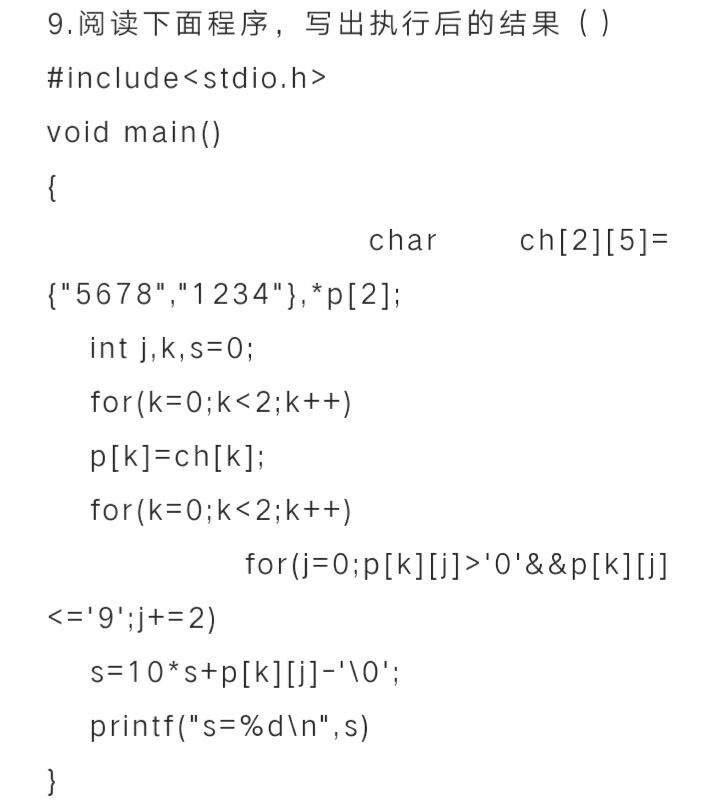 9.阅读下面程序，写出执行后的结果（）
#include<stdio.h>
void main()
{
char ch[2][5]=
{"5678","1234"},*p[2];
int j,k,s=0;
for(k=0;k<2;k++)
p[k]=ch[k];
for(k=0;k<2;k++)
for(j=0;p[k][j]>'0'&&p[k][j]
<='9';j+=2)
s=10*s+p[k][j]-'\0';
printf("s=%d\n",s)
}